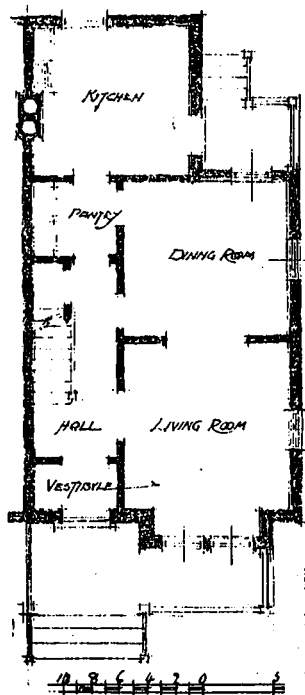 KITCHEN
PANTRY
DINING ROOM
HALL
LIVING ROOM
VESTIBULE
10 8 6 4 2 0 5